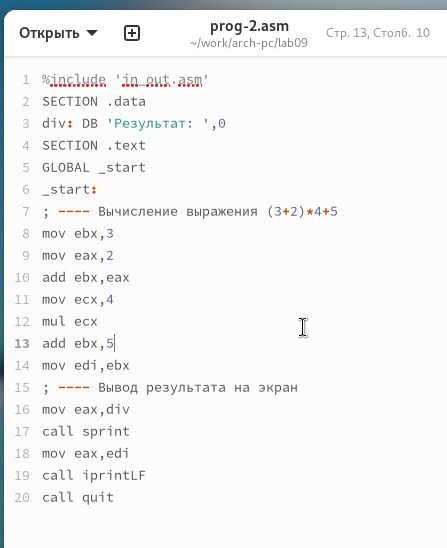 Открыть
prog-2.asm
~/work/arch-pc/lab09
Стр. 13, Столб. 10
1 %include 'in_out.asm'
2 SECTION .data
3 div: DB 'Результат: ',0
4 SECTION .text
5 GLOBAL _start
6 _start:
7 ; ---- Вычисление выражения (3+2)*4+5
8 mov ebx,3
9 mov eax,2
10 add ebx,eax
11 mov ecx,4
12 mul ecx
13 add ebx,5
14 mov edi,ebx
15 ; ---- Вывод результата на экран
16 mov eax,div
17 call sprint
18 mov eax,edi
19 call iprintLF
20 call quit